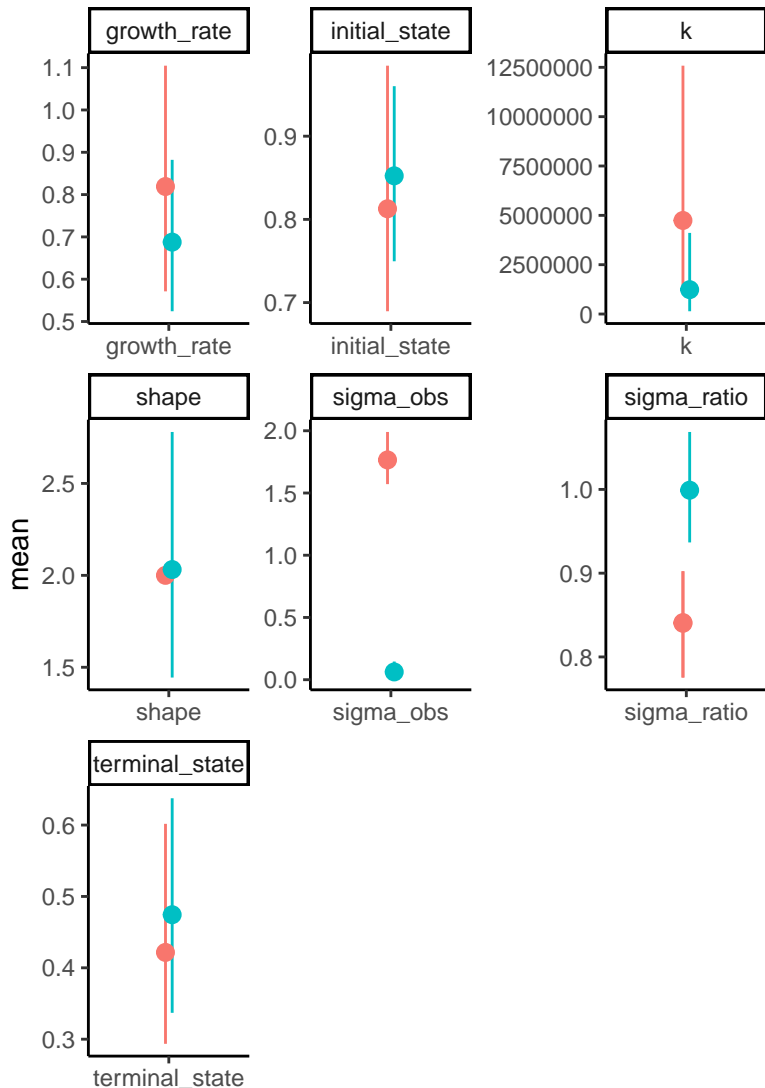 growth_rate
initial_state
k
1.1
1.0
0.9
0.8
0.7
0.6
0.5
growth_rate
0.9
0.8
0.7
initial_state
12500000
10000000
7500000
5000000
2500000
0
k
shape
sigma_obs
sigma_ratio
mean
2.5
2.0
1.5
shape
2.0
1.5
1.0
0.5
0.0
sigma_obs
1.0
0.9
0.8
sigma_ratio
terminal_state
0.6
0.5
0.4
0.3
terminal_state